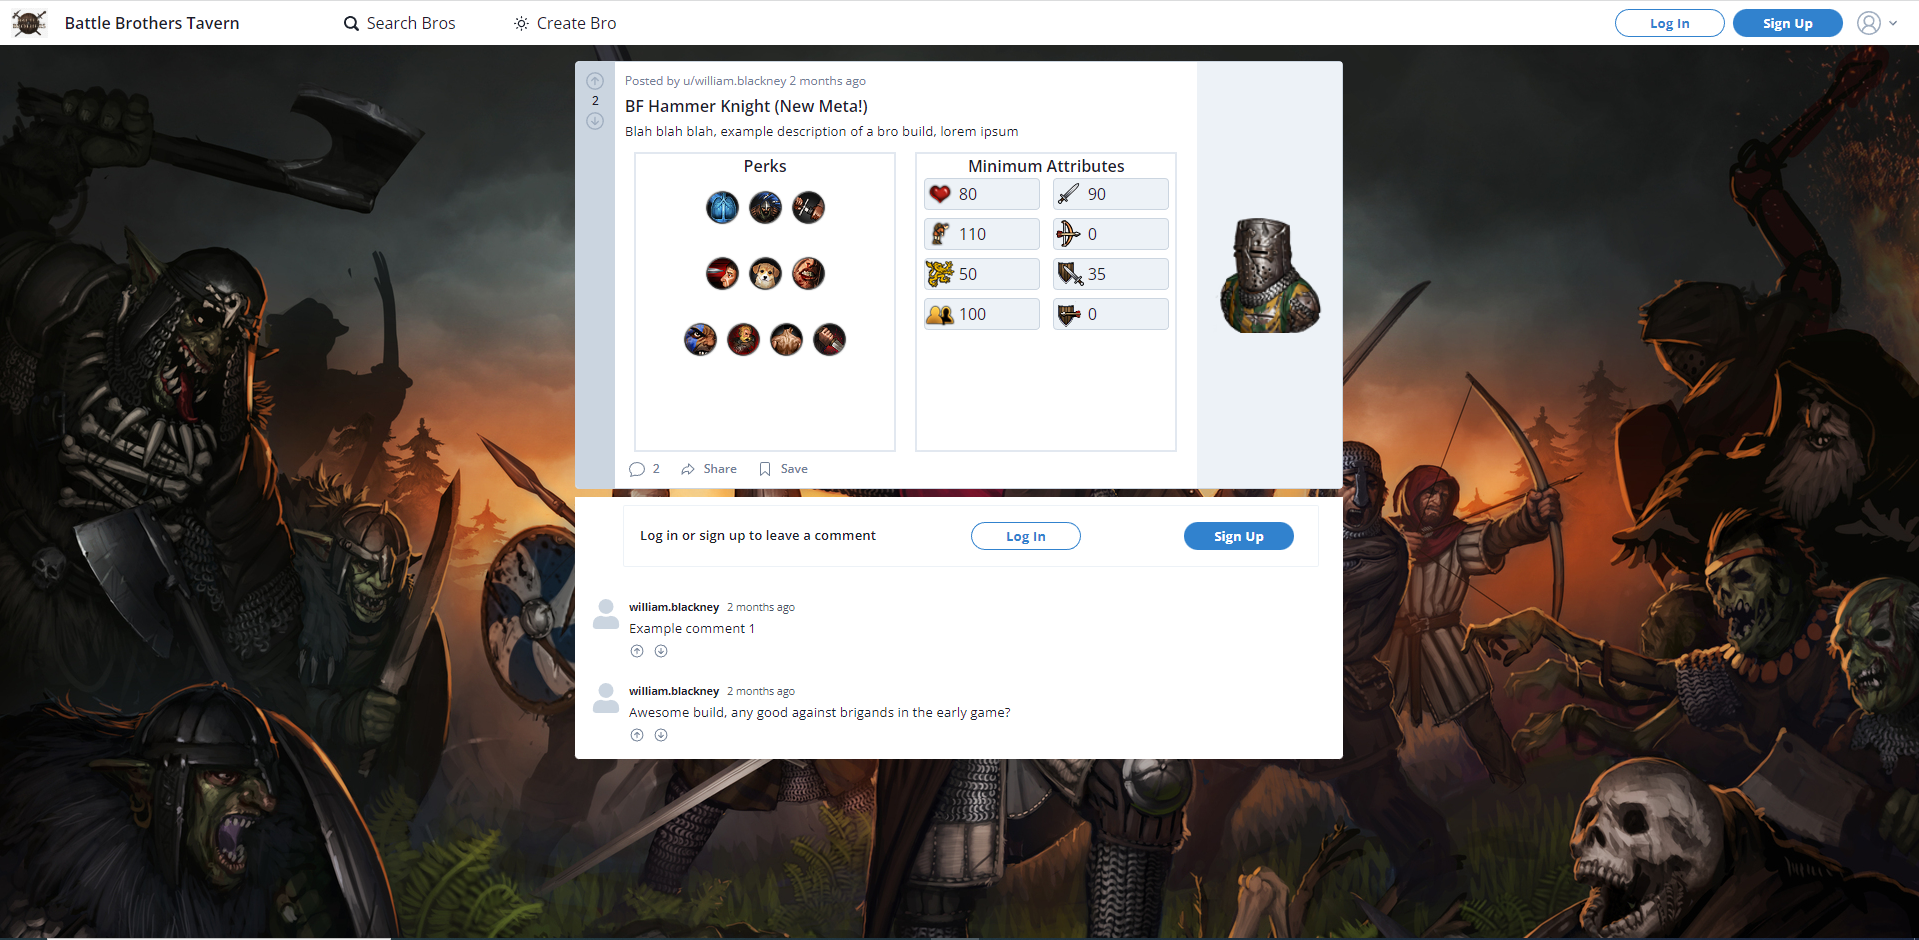 Battle Brothers Tavern
Search Bros
Create Bro
Log In
Sign Up
Posted by u/william.blackney 2 months ago
2
BF Hammer Knight (New Meta!)
Blah blah blah, example description of a bro build, lorem ipsum
Perks
Minimum Attributes
80
90
110
0
50
35
100
0
2
Share
Save
Log in or sign up to leave a comment
Log In
Sign Up
william.blackney 2 months ago
Example comment 1
william.blackney 2 months ago
Awesome build, any good against brigands in the early game?